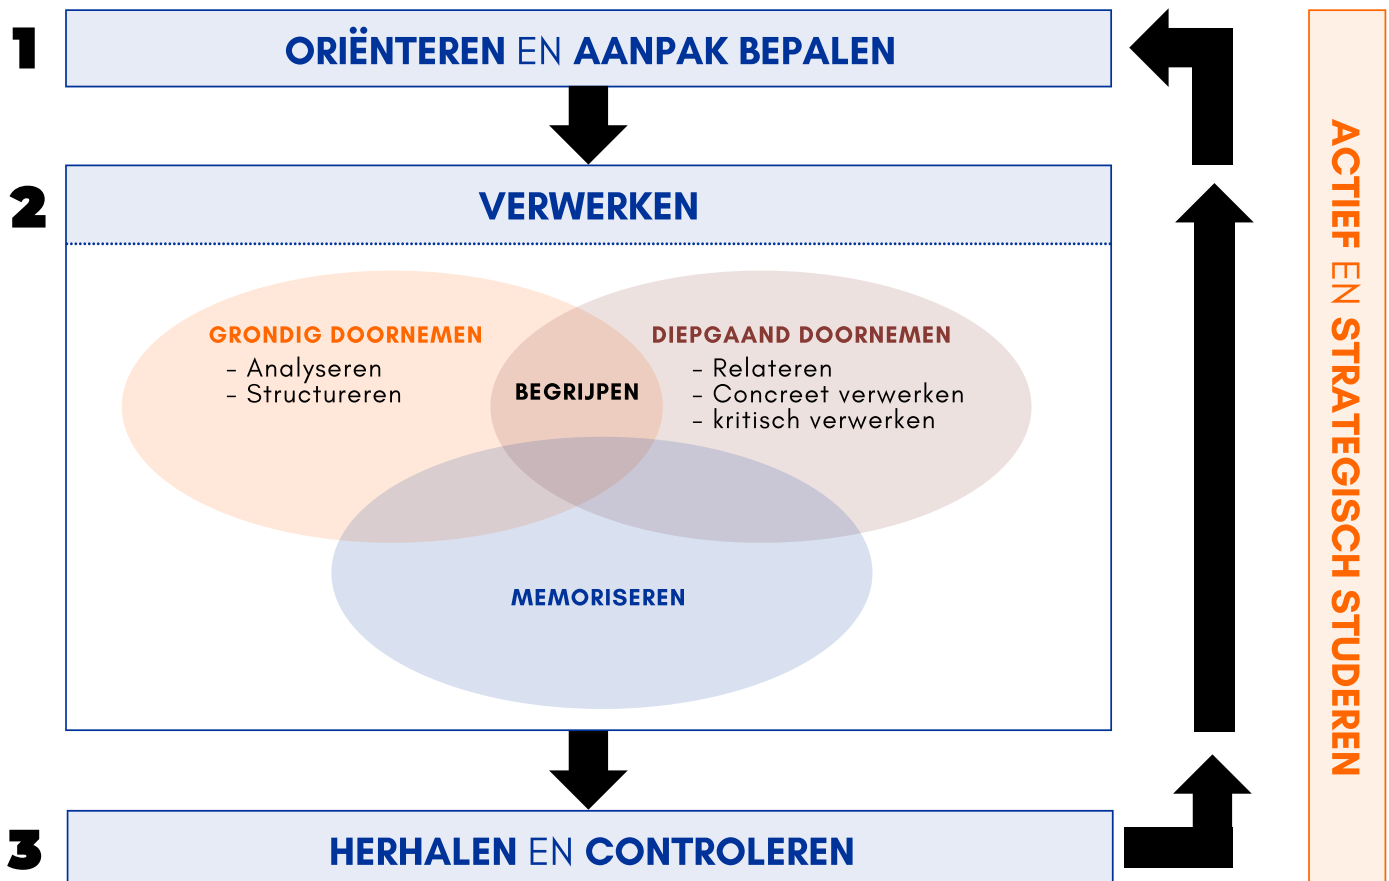 1
ORIËNTEREN EN AANPAK BEPALEN
2
VERWERKEN
GRONDIG DOORNEMEN
- Analyseren
- Structureren
BEGRIJPEN
DIEPGAAND DOORNEMEN
- Relateren
- Concreet verwerken
- kritisch verwerken
MEMORISEREN
3
HERHALEN EN CONTROLEREN
ACTIEF EN STRATEGISCH STUDEREN